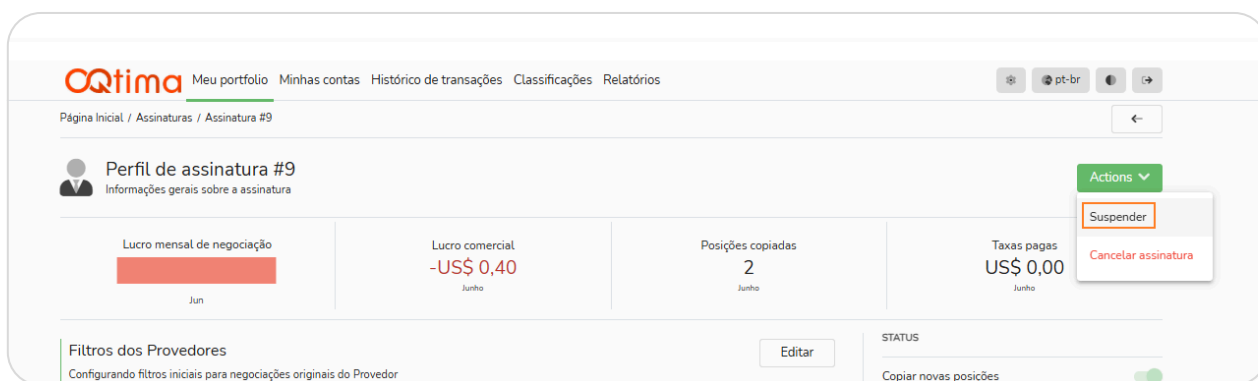 OQtima Meu portfolio Minhas contas Histórico de transações Classificações Relatórios pt-br
Página Inicial / Assinaturas / Assinatura #9
Perfil de assinatura #9
Informações gerais sobre a assinatura
Actions
Suspender
Cancelar assinatura
Lucro mensal de negociação
Jun
Lucro comercial
-US$ 0,40
Junho
Posições copiadas
2
Junho
Taxas pagas
US$ 0,00
Junho
Filtros dos Provedores
Configurando filtros iniciais para negociações originais do Provedor
Editar
STATUS
Copiar novas posições